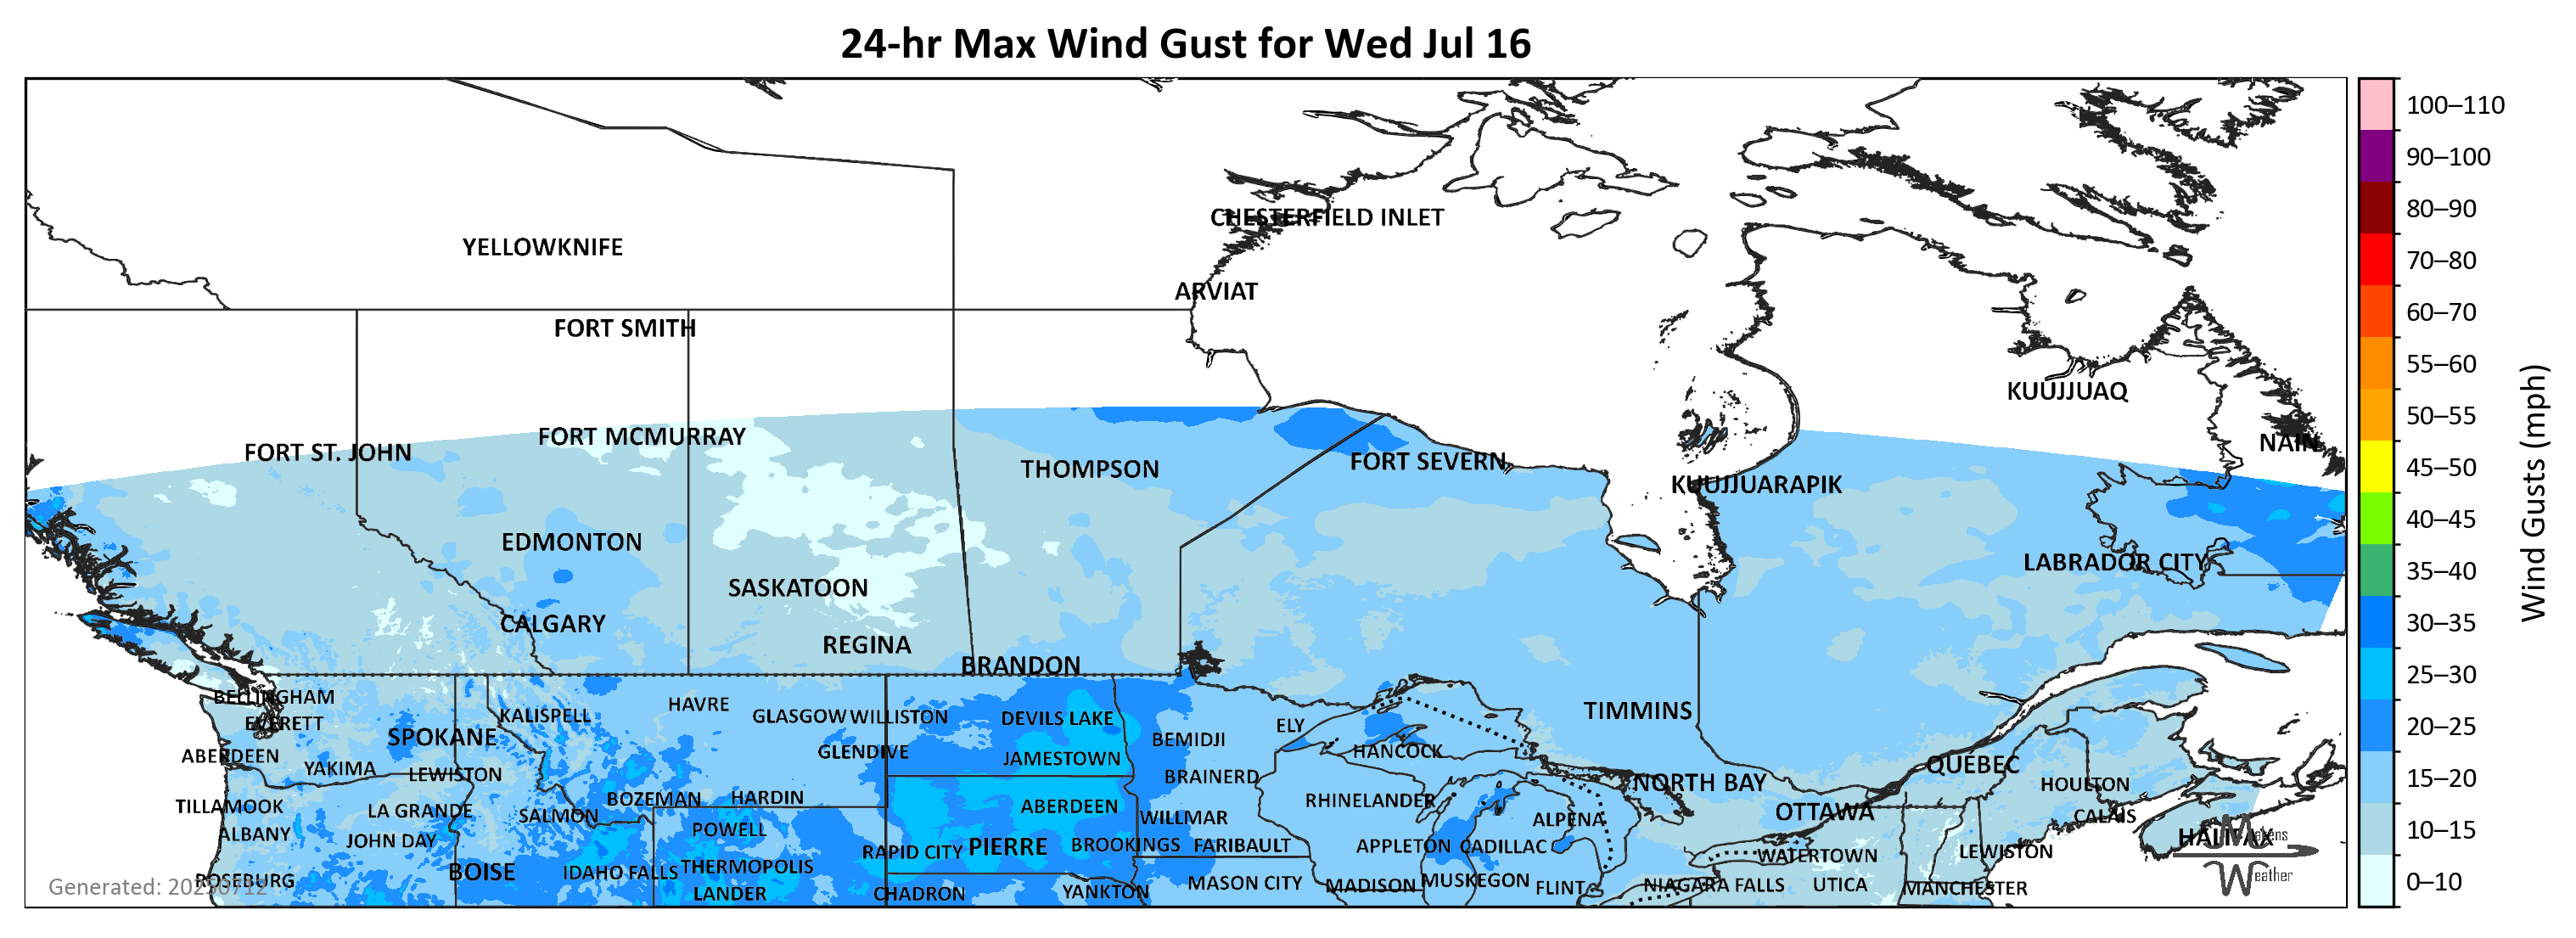 24-hr Max Wind Gust for Wed Jul 16
100–110
90–100
80–90
70–80
60–70
55–60
50–55
45–50
40–45
35–40
30–35
25–30
20–25
15–20
10–15
0–10
Wind Gusts (mph)
CHESTERFIELD INLET
YELLOWKNIFE
ARVIAT
FORT SMITH
KUUJJUAQ
FORT MCMURRAY
NAIN
FORT ST. JOHN
FORT SEVERN
THOMPSON
KUUJJUARAPIK
EDMONTON
LABRADOR CITY
SASKATOON
CALGARY
REGINA
BRANDON
BELLINGHAM
HAVRE
TIMMINS
KALISPELL
GLASGOW WILLISTON
DEVILS LAKE
EVERETT
ELY
SPOKANE
BEMIDJI
GLENDIVE
HANCOCK
ABERDEEN
JAMESTOWN
QUÉBEC
YAKIMA
LEWISTON
BRAINERD
NORTH BAY
HOULTON
BOZEMAN
HARDIN
RHINELANDER
TILLAMOOK
LA GRANDE
ABERDEEN
SALMON
WILLMAR
OTTAWA
CALAIS
ALPENA
POWELL
ALBANY
HALIFAX
JOHN DAY
RAPID CITY
PIERRE
BROOKINGS
FARIBAULT
APPLETON
CADILLAC
LEWISTON
WATERTOWN
BOISE
IDAHO FALLS
THERMOPOLIS
ROSEBURG
MASON CITY
MADISON
MUSKEGON
FLINT
NIAGARA FALLS
UTICA
MANCHESTER
LANDER
CHADRON
YANKTON
Weather